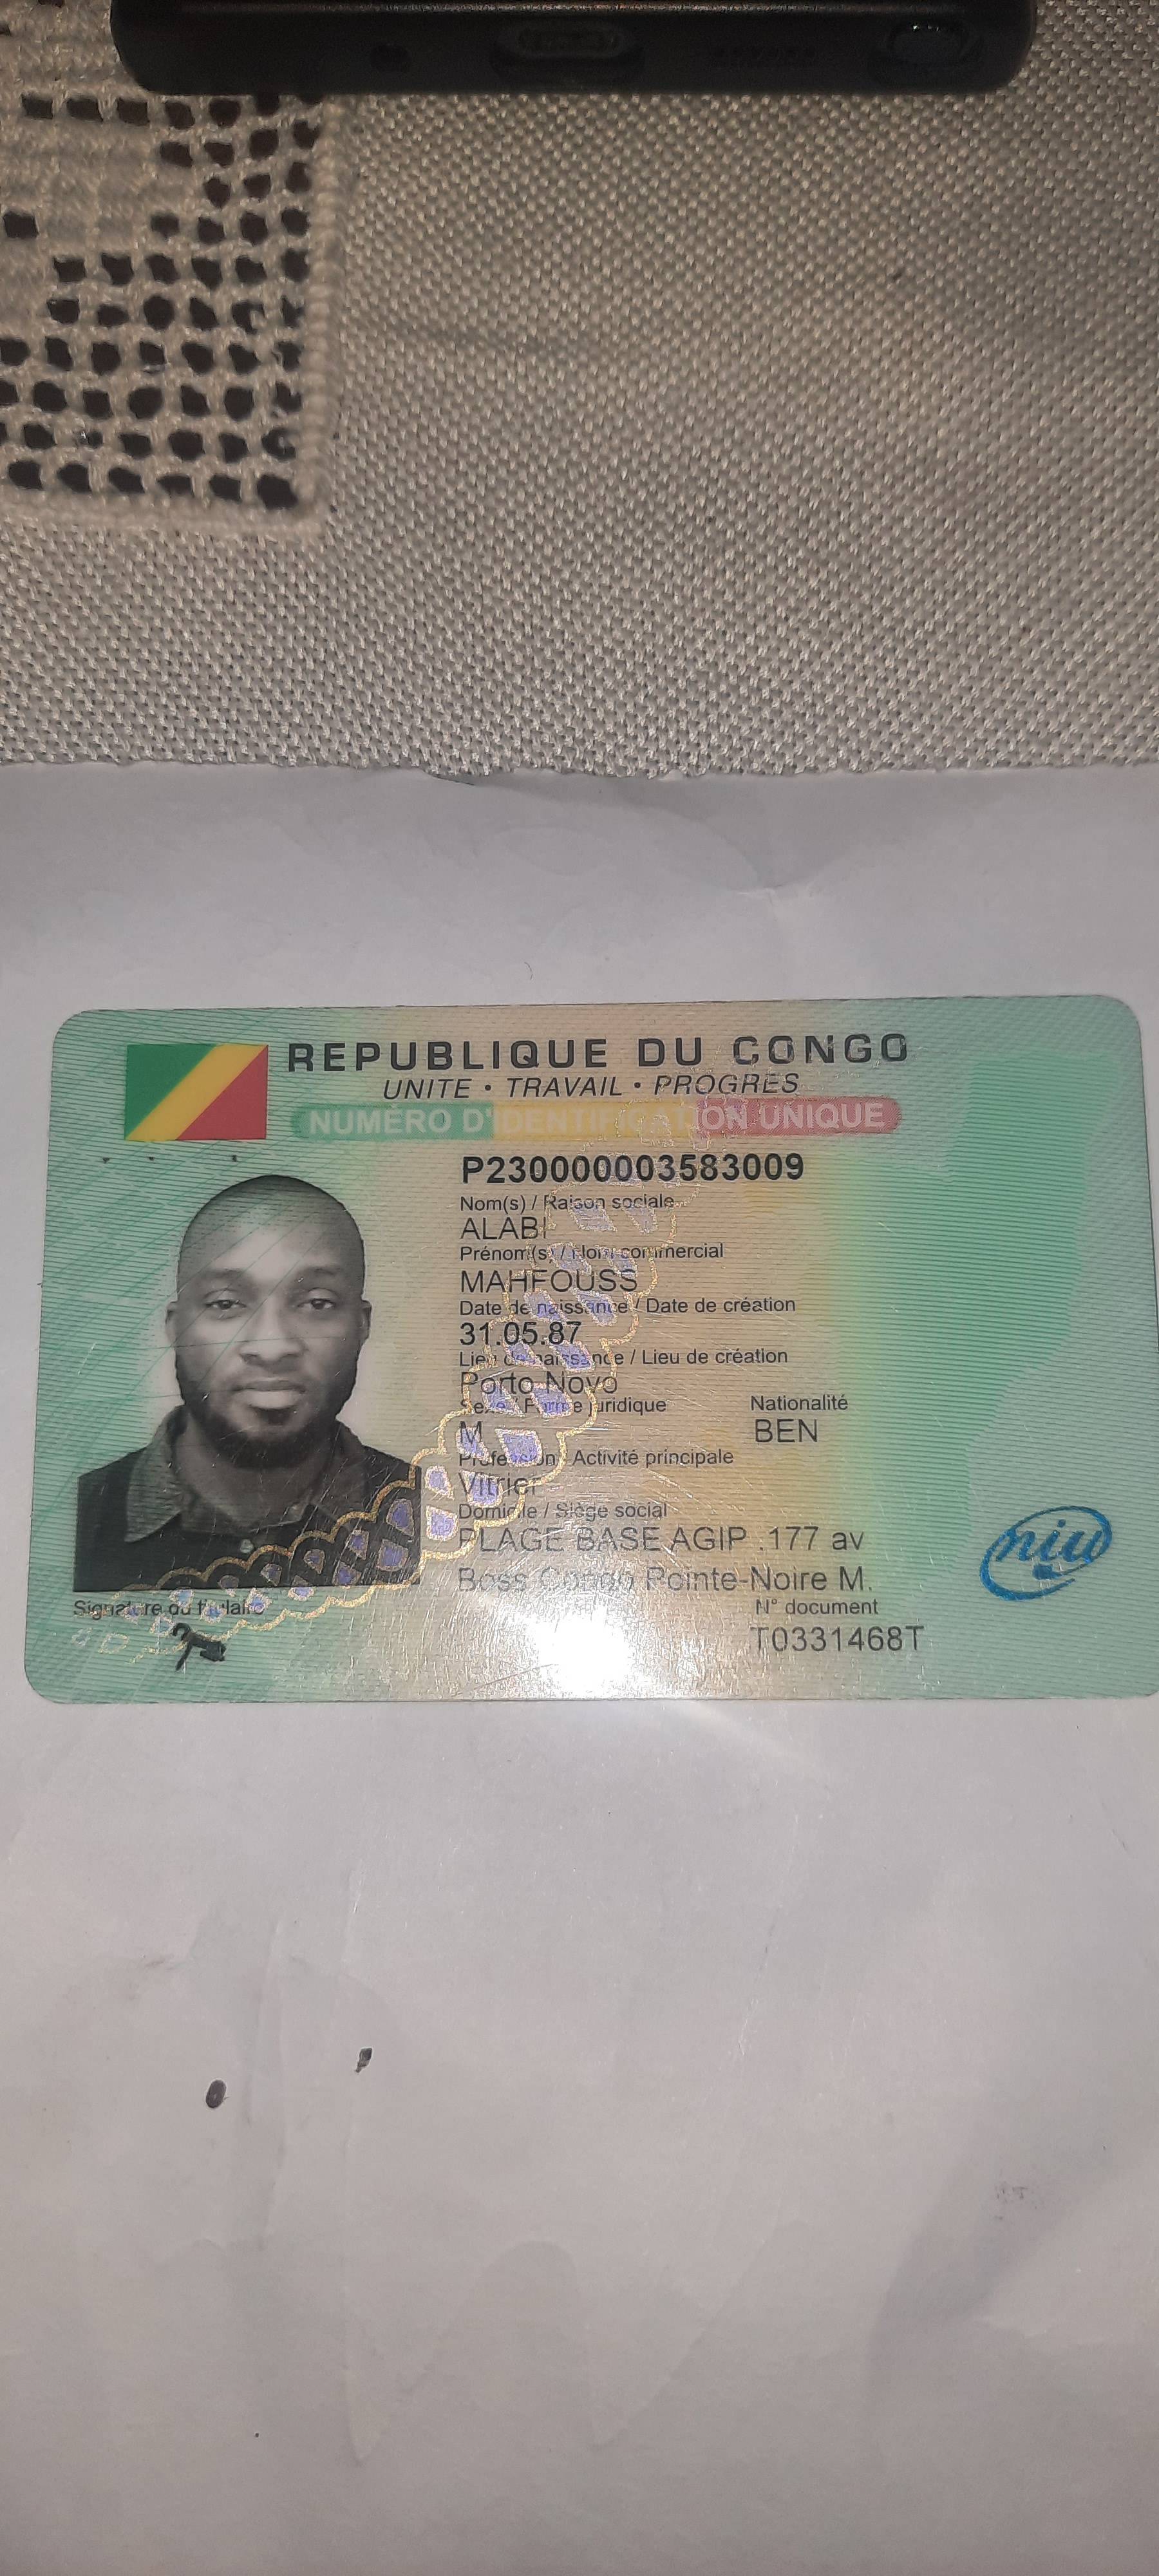 REPUBLIQUE DU CONGO
UNITE • TRAVAIL • PROGRÈS
NUMÉRO D'IDENTIFICATION UNIQUE
P230000003583009
Nom(s) / Raison sociale
ALABI
Prénom(s) / Nom commercial
MAHFOUSS
Date de naissance / Date de création
31.05.87
Lieu de naissance / Lieu de création
Porto Novo
Sexe / Forme juridique Nationalité
M BEN
Profession / Activité principale
Vitrier
Domicile / Siège social
PLAGE BASE AGIP .177 av
Boss Pointe-Noire M.
niu
Signature du titulaire N° document
T0331468T